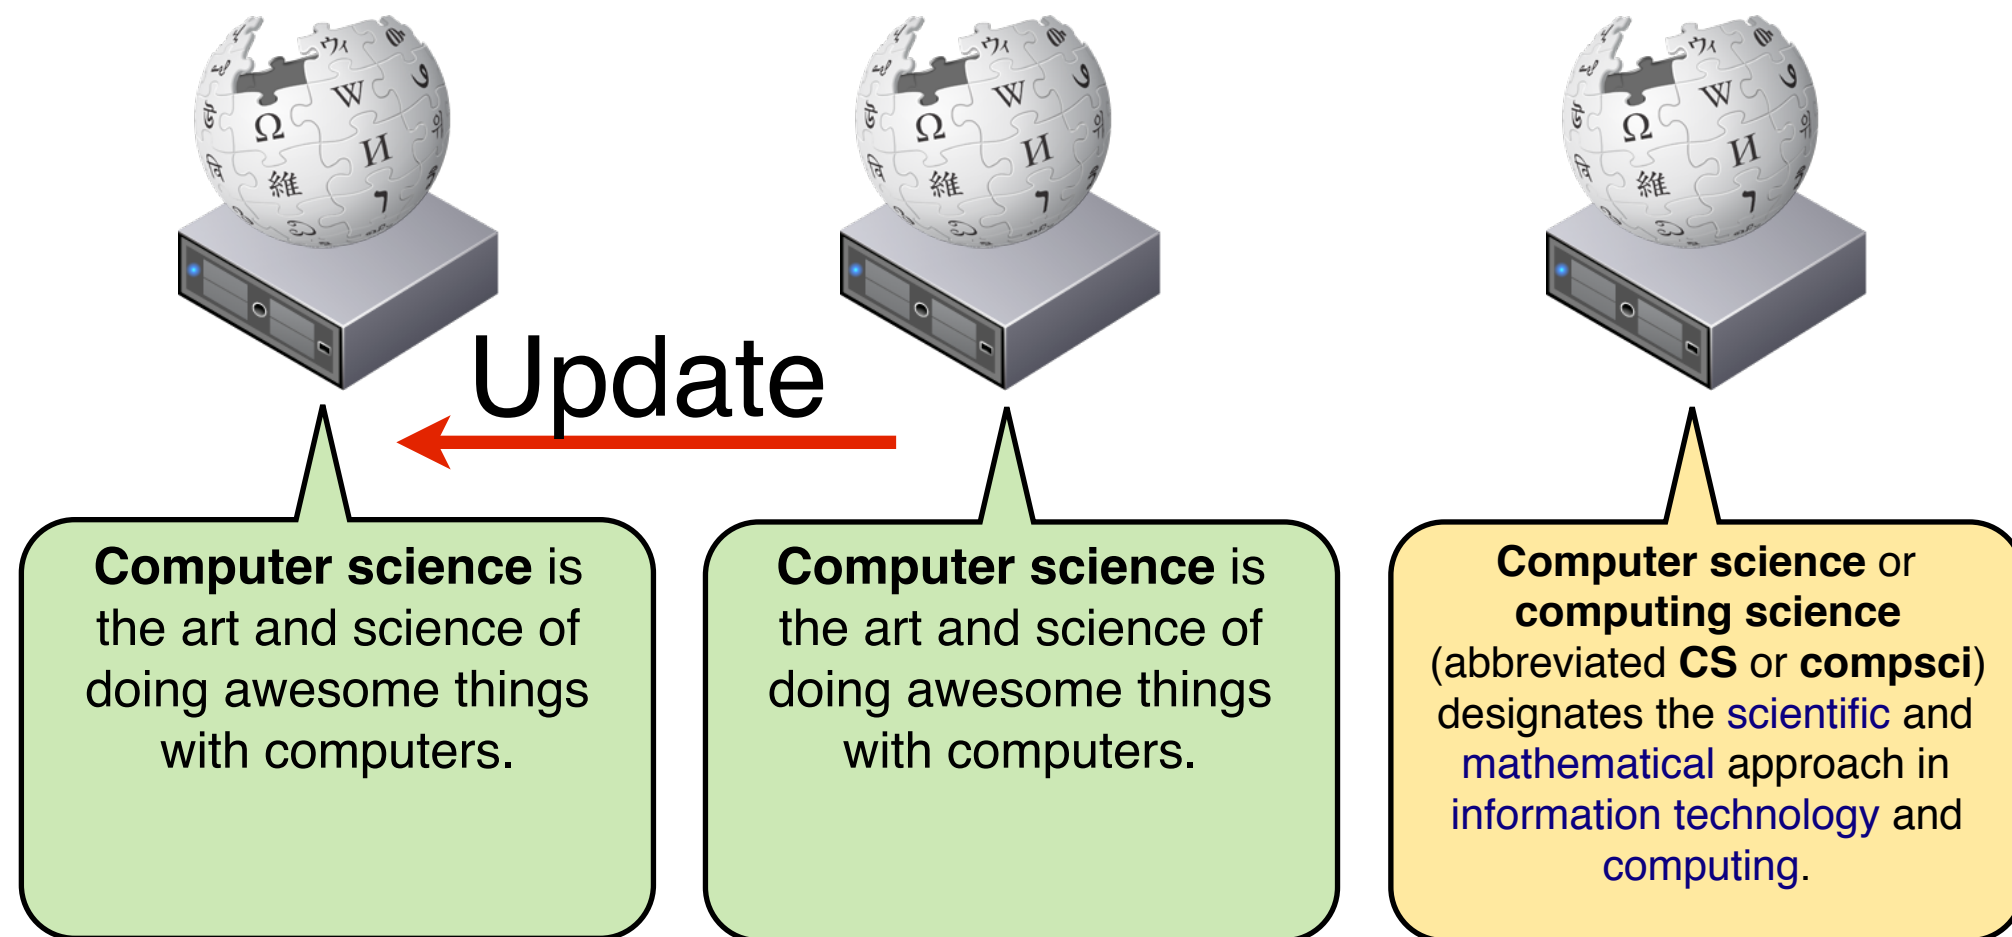 Update
Computer science is
the art and science of
doing awesome things
with computers.
Computer science is
the art and science of
doing awesome things
with computers.
Computer science or
computing science
(abbreviated CS or compsci)
designates the scientific and
mathematical approach in
information technology and
computing.